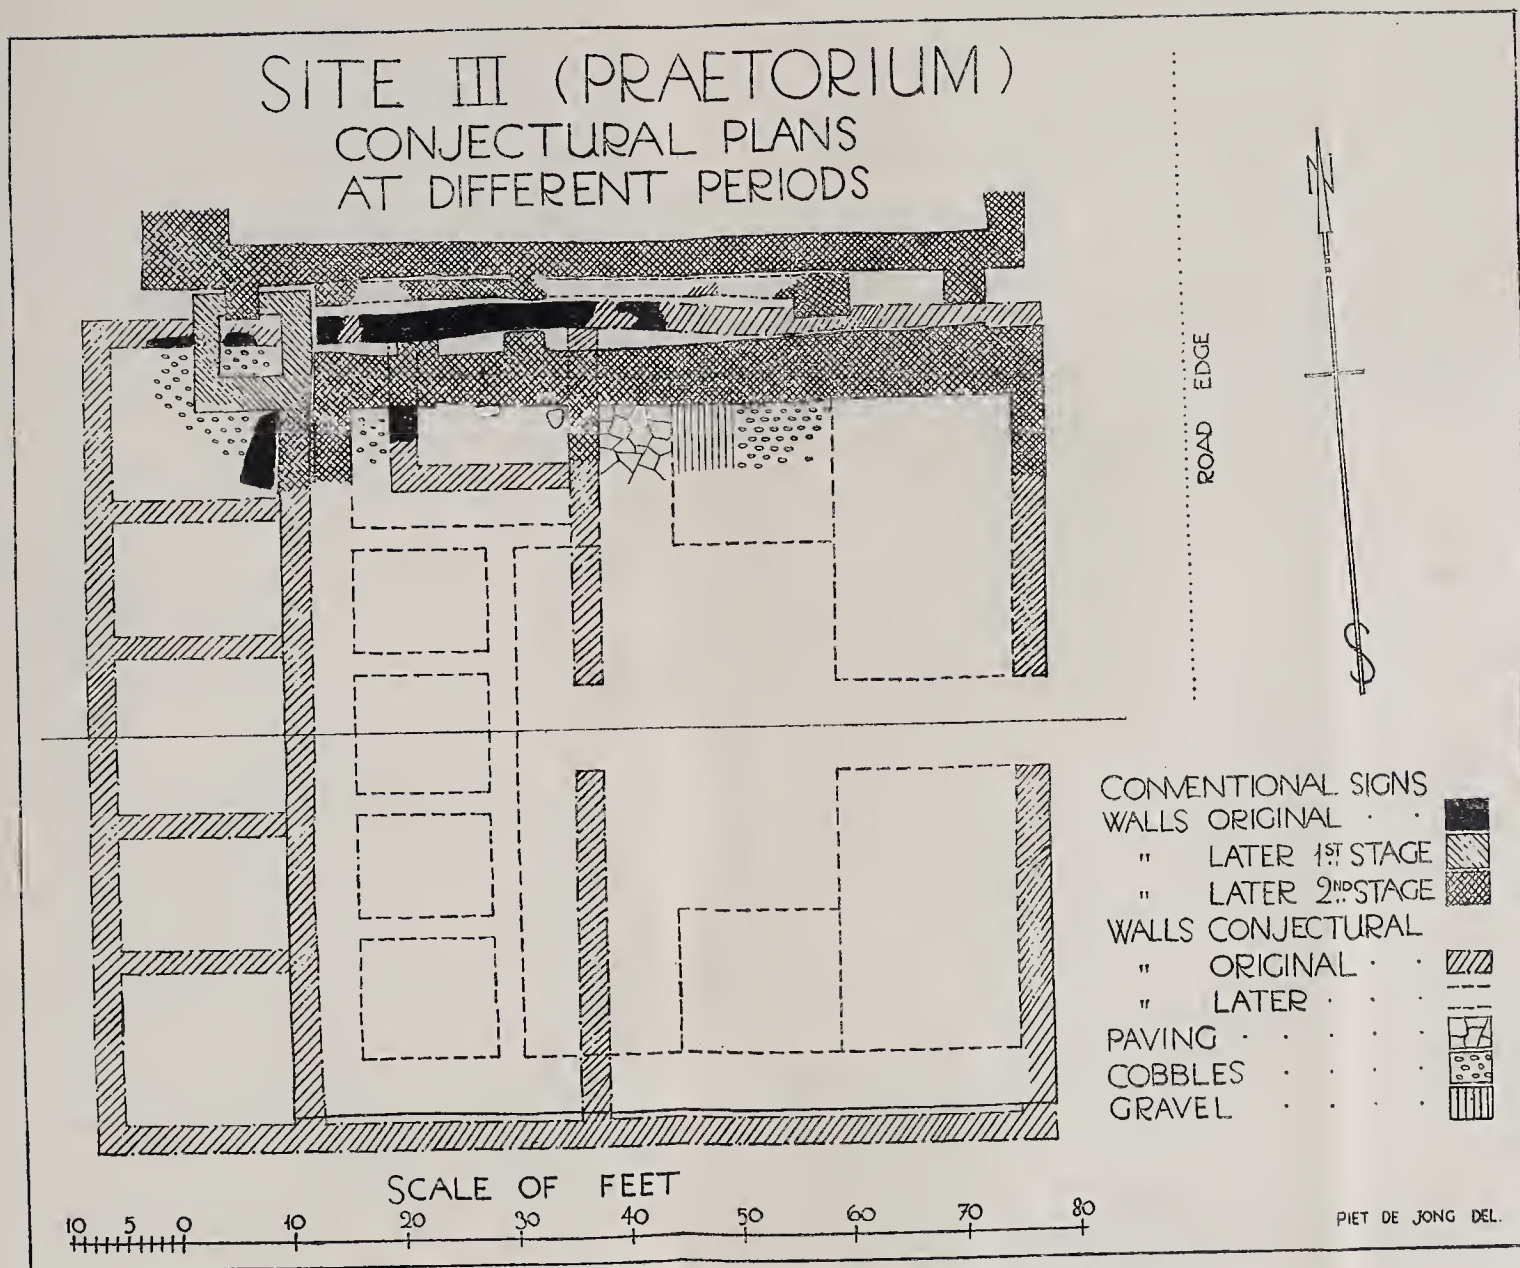 SITE III (PRAETORIUM)
CONJECTURAL PLANS
AT DIFFERENT PERIODS
N
ROAD EDGE
S
CONVENTIONAL SIGNS
WALLS ORIGINAL · ·
" LATER 1ST STAGE
" LATER 2ND STAGE
WALLS CONJECTURAL
" ORIGINAL · ·
" LATER · · ·
PAVING · · · · ·
COBBLES · · · ·
GRAVEL · · · ·
SCALE OF FEET
10 5 0 10 20 30 40 50 60 70 80
PIET DE JONG DEL.